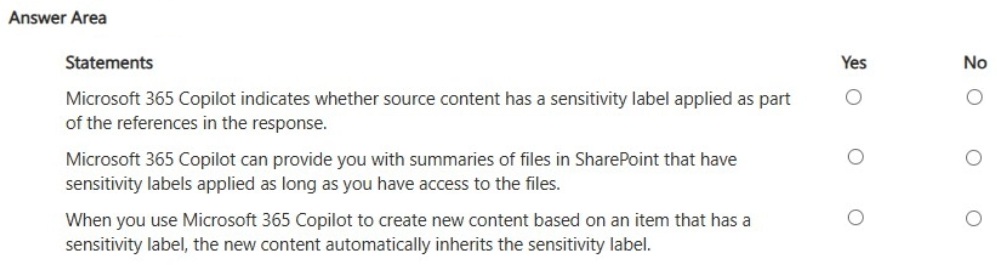 Answer Area
Statements Yes No
Microsoft 365 Copilot indicates whether source content has a sensitivity label applied as part
of the references in the response.
Microsoft 365 Copilot can provide you with summaries of files in SharePoint that have
sensitivity labels applied as long as you have access to the files.
When you use Microsoft 365 Copilot to create new content based on an item that has a
sensitivity label, the new content automatically inherits the sensitivity label.